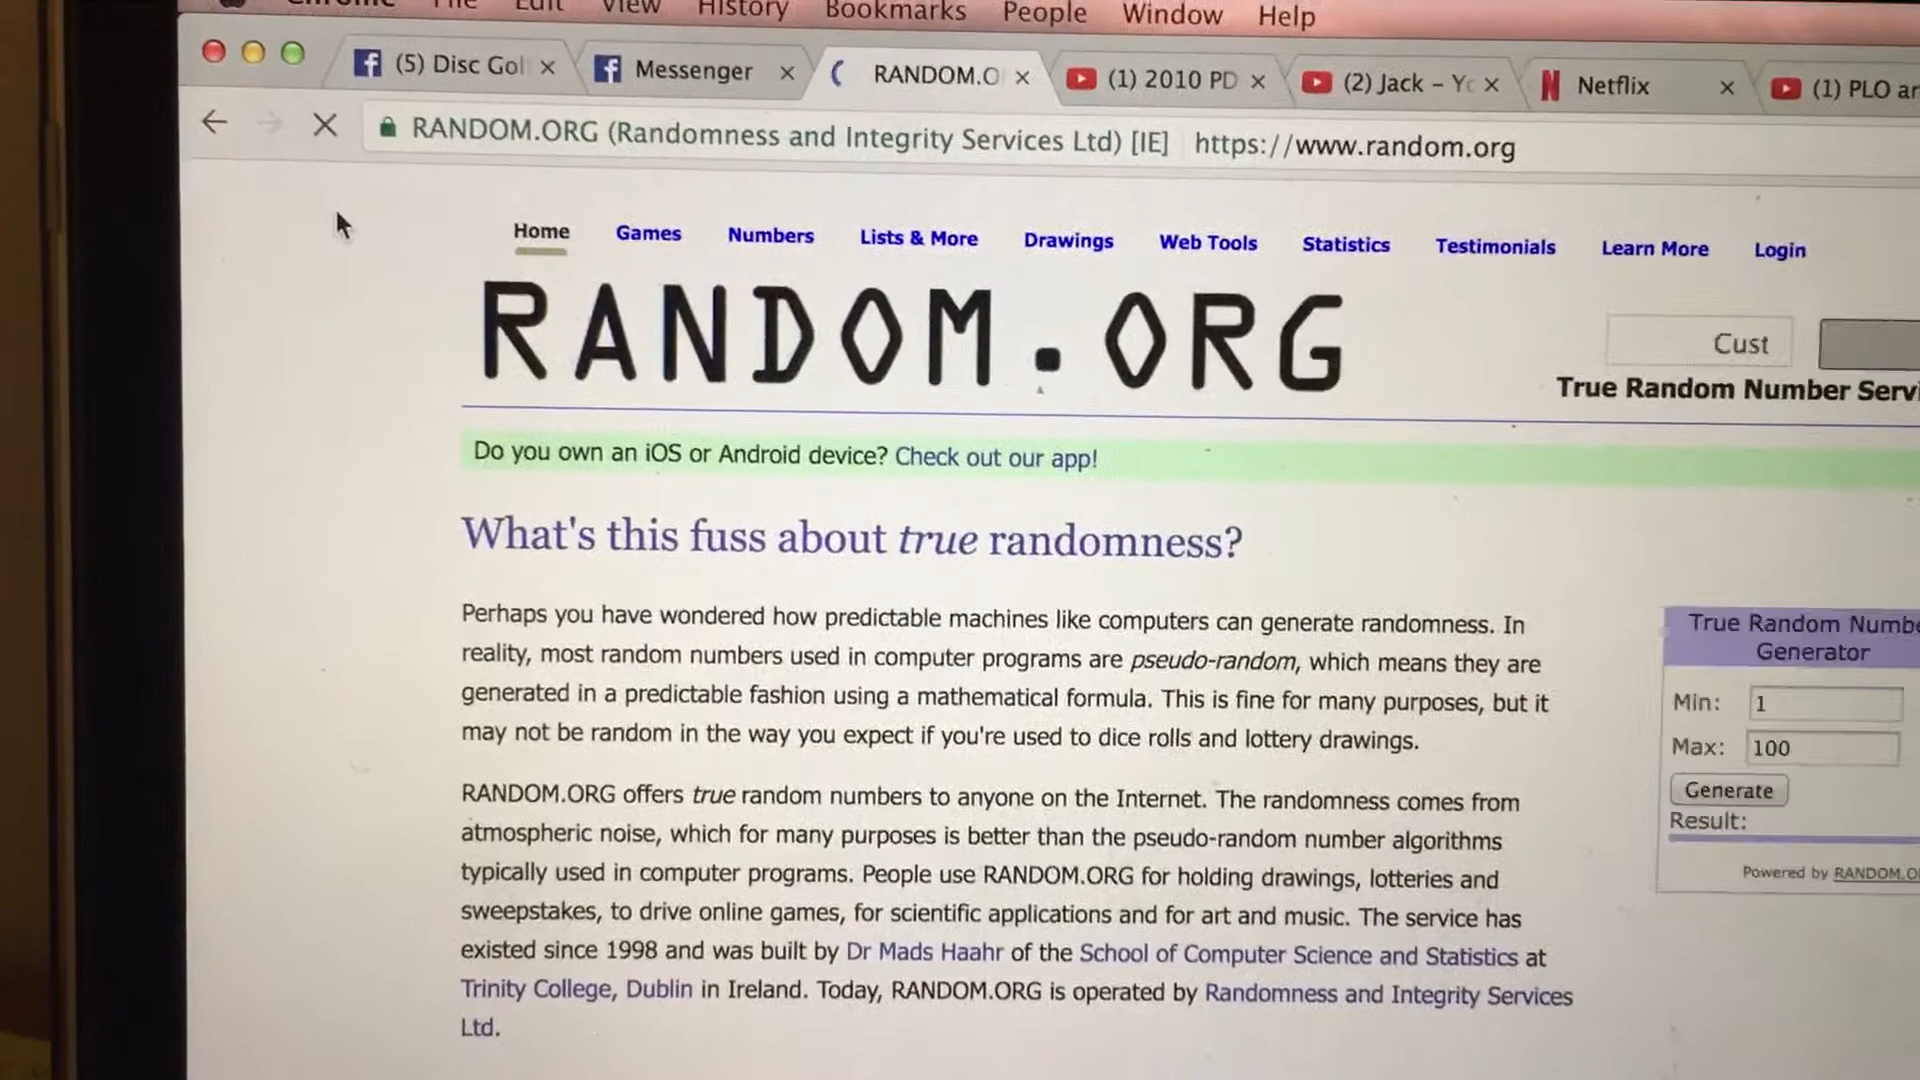 File Edit View History Bookmarks People Window Help
(5) Disc Gol
Messenger
RANDOM.O
(1) 2010 PD
(2) Jack – Yo
Netflix
(1) PLO ar
RANDOM.ORG (Randomness and Integrity Services Ltd) [IE] https://www.random.org
Home Games Numbers Lists & More Drawings Web Tools Statistics Testimonials Learn More Login
RANDOM.ORG
Cust
True Random Number Servi
Do you own an iOS or Android device? Check out our app!
What's this fuss about true randomness?
Perhaps you have wondered how predictable machines like computers can generate randomness. In
reality, most random numbers used in computer programs are pseudo-random, which means they are
generated in a predictable fashion using a mathematical formula. This is fine for many purposes, but it
may not be random in the way you expect if you're used to dice rolls and lottery drawings.
RANDOM.ORG offers true random numbers to anyone on the Internet. The randomness comes from
atmospheric noise, which for many purposes is better than the pseudo-random number algorithms
typically used in computer programs. People use RANDOM.ORG for holding drawings, lotteries and
sweepstakes, to drive online games, for scientific applications and for art and music. The service has
existed since 1998 and was built by Dr Mads Haahr of the School of Computer Science and Statistics at
Trinity College, Dublin in Ireland. Today, RANDOM.ORG is operated by Randomness and Integrity Services
Ltd.
True Random Numbe
Generator
Min: 1
Max: 100
Generate
Result:
Powered by RANDOM.O